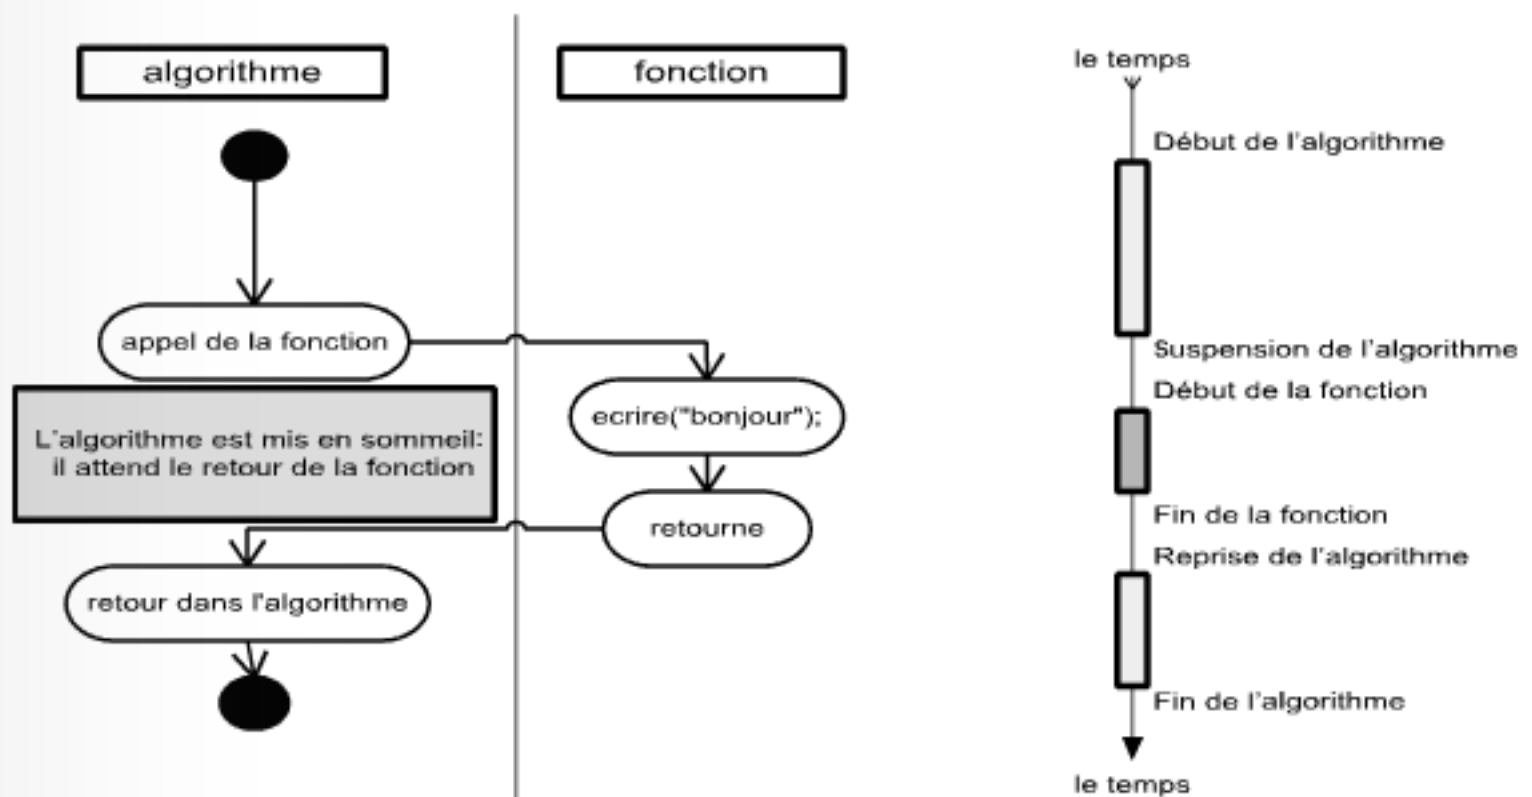 algorithme
fonction
appel de la fonction
ecrire("bonjour");
L'algorithme est mis en sommeil:
il attend le retour de la fonction
retourne
retour dans l'algorithme
le temps
Début de l'algorithme
Suspension de l'algorithme
Début de la fonction
Fin de la fonction
Reprise de l'algorithme
Fin de l'algorithme
le temps